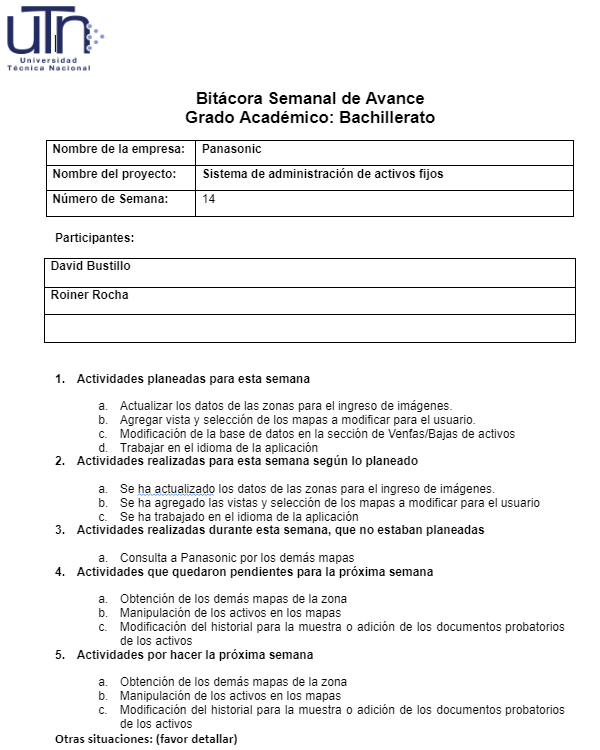 UTN
Universidad
Técnica Nacional
Bitácora Semanal de Avance
Grado Académico: Bachillerato
Nombre de la empresa: Panasonic
Nombre del proyecto: Sistema de administración de activos fijos
Número de Semana: 14
Participantes:
David Bustillo
Roiner Rocha
1. Actividades planeadas para esta semana
a. Actualizar los datos de las zonas para el ingreso de imágenes.
b. Agregar vista y selección de los mapas a modificar para el usuario.
c. Modificación de la base de datos en la sección de Ventas/Bajas de activos
d. Trabajar en el idioma de la aplicación
2. Actividades realizadas para esta semana según lo planeado
a. Se ha actualizado los datos de las zonas para el ingreso de imágenes.
b. Se ha agregado las vistas y selección de los mapas a modificar para el usuario
c. Se ha trabajado en el idioma de la aplicación
3. Actividades realizadas durante esta semana, que no estaban planeadas
a. Consulta a Panasonic por los demás mapas
4. Actividades que quedaron pendientes para la próxima semana
a. Obtención de los demás mapas de la zona
b. Manipulación de los activos en los mapas
c. Modificación del historial para la muestra o adición de los documentos probatorios
de los activos
5. Actividades por hacer la próxima semana
a. Obtención de los demás mapas de la zona
b. Manipulación de los activos en los mapas
c. Modificación del historial para la muestra o adición de los documentos probatorios
de los activos
Otras situaciones: (favor detallar)